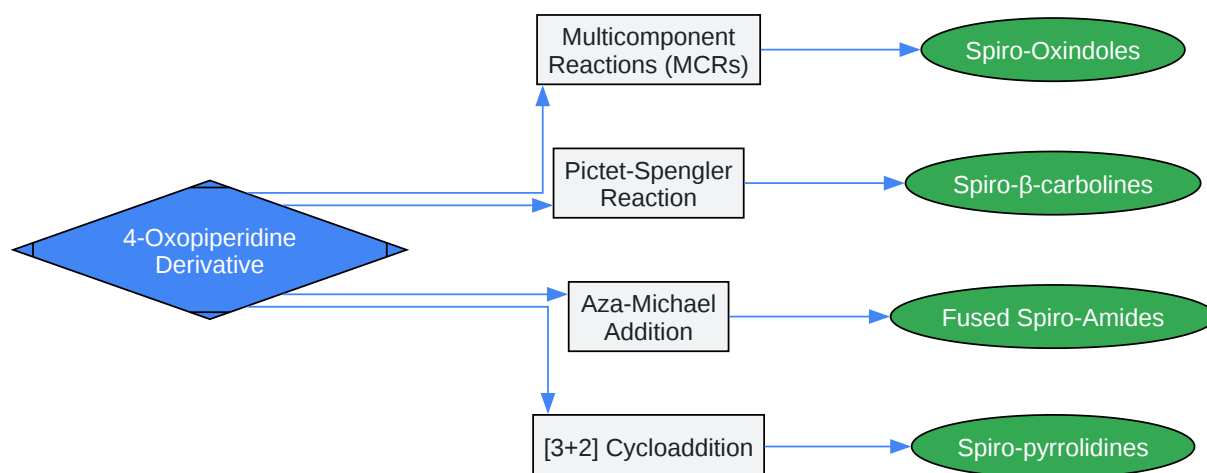 Multicomponent
Reactions (MCRs)
Spiro-Oxindoles
Pictet-Spengler
Reaction
Spiro-β-carbolines
4-Oxopiperidine
Derivative
Aza-Michael
Addition
Fused Spiro-Amides
[3+2] Cycloaddition
Spiro-pyrrolidines